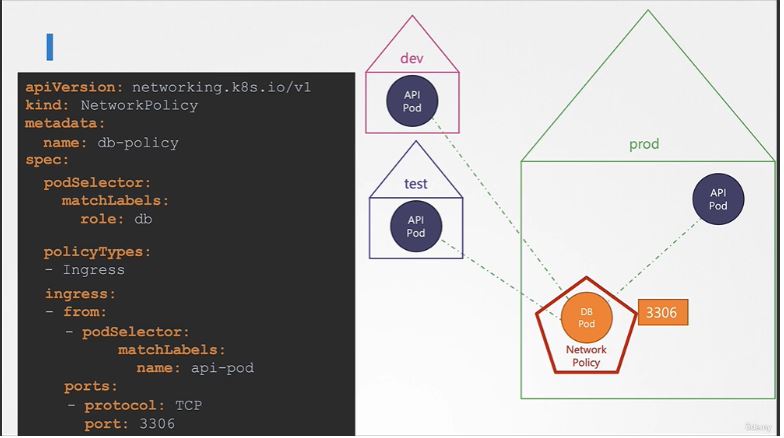 apiVersion: networking.k8s.io/v1
kind: NetworkPolicy
metadata:
name: db-policy
spec:
podSelector:
matchLabels:
role: db
policyTypes:
- Ingress
ingress:
- from:
- podSelector:
matchLabels:
name: api-pod
ports:
- protocol: TCP
port: 3306
dev
API
Pod
test
API
Pod
prod
API
Pod
DB
Pod
3306
Network
Policy
ûdemy